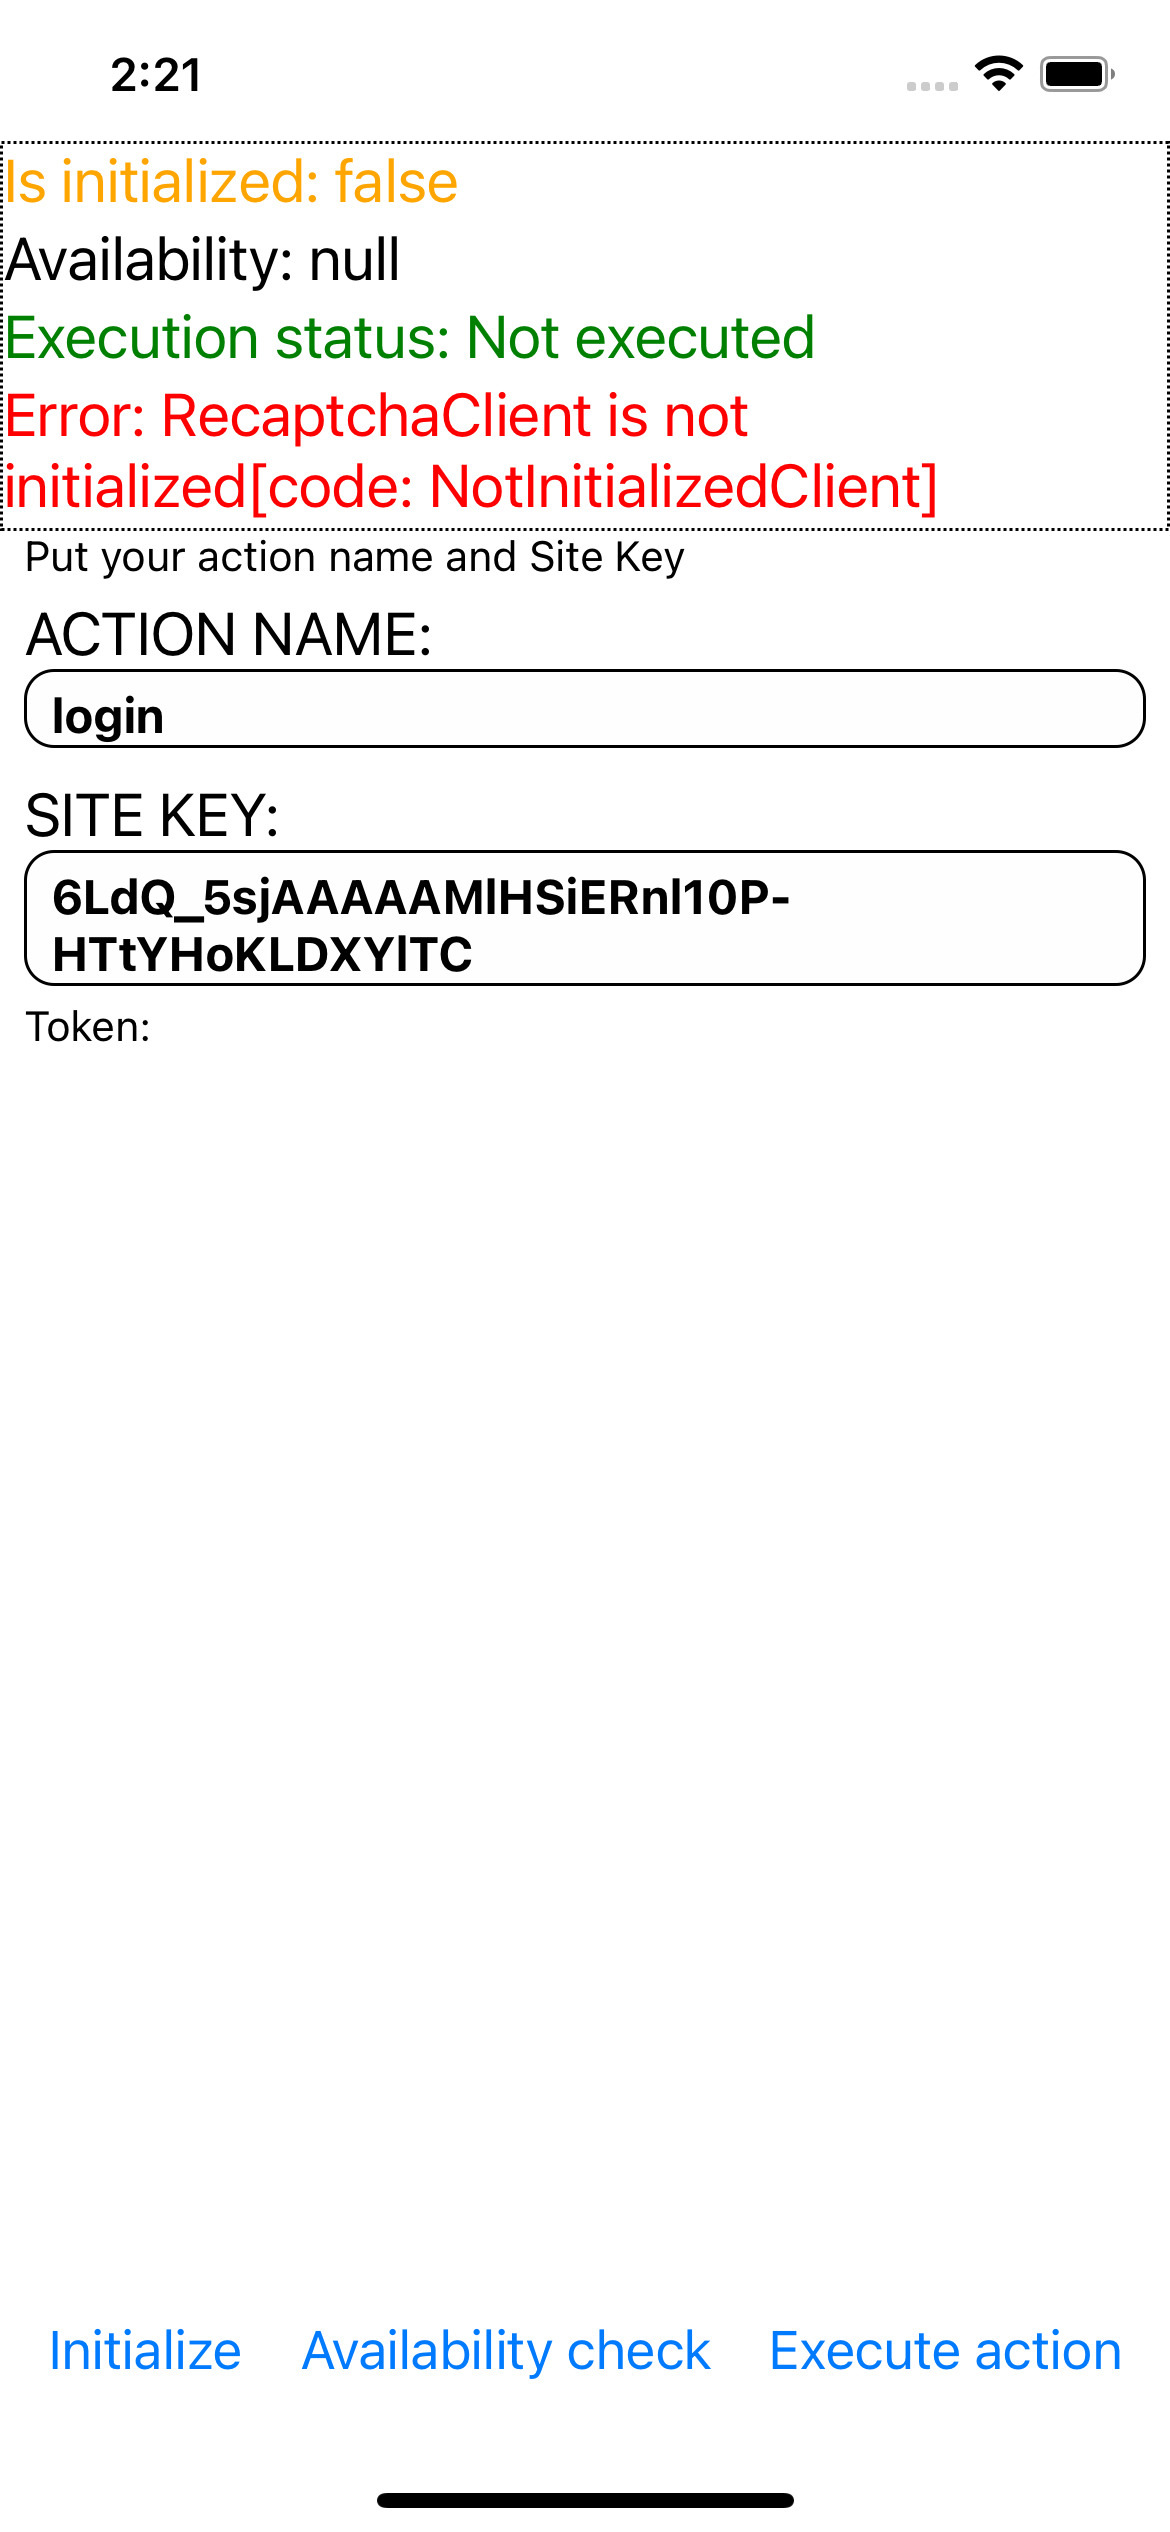 2:21
Is initialized: false
Availability: null
Execution status: Not executed
Error: RecaptchaClient is not
initialized[code: NotInitializedClient]
Put your action name and Site Key
ACTION NAME:
login
SITE KEY:
6LdQ_5sjAAAAAMlHSiERnl10P-
HTtYHoKLDXYlTC
Token:
Initialize Availability check Execute action